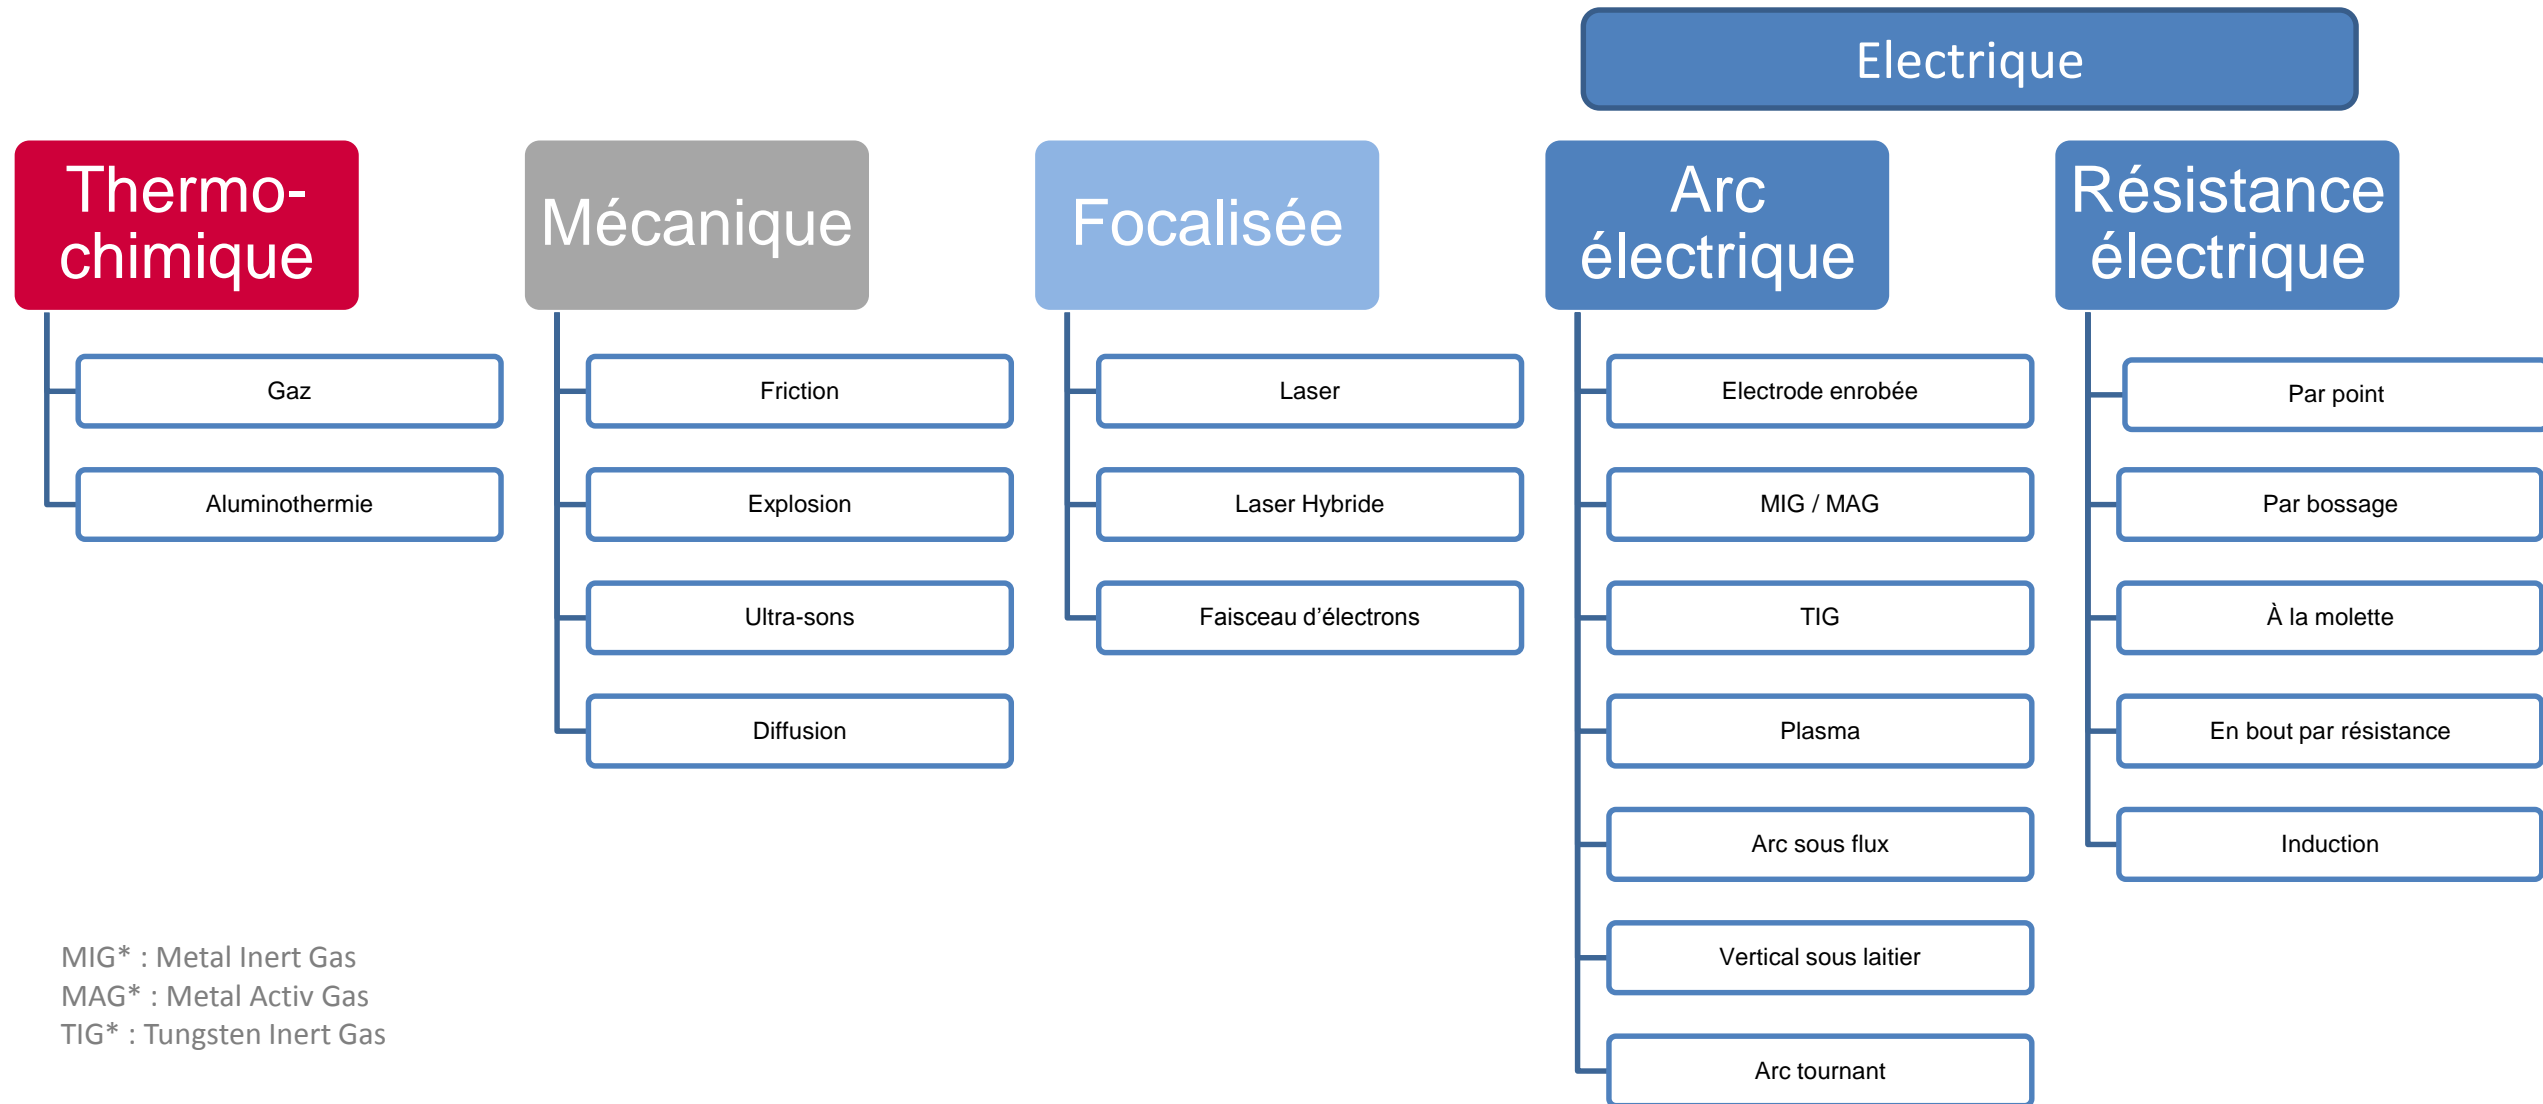 Electrique
Thermo-
chimique
Gaz
Aluminothermie
Mécanique
Friction
Explosion
Ultra-sons
Diffusion
Focalisée
Laser
Laser Hybride
Faisceau d’électrons
Arc
électrique
Electrode enrobée
MIG / MAG
TIG
Plasma
Arc sous flux
Vertical sous laitier
Arc tournant
Résistance
électrique
Par point
Par bossage
À la molette
En bout par résistance
Induction
MIG* : Metal Inert Gas
MAG* : Metal Activ Gas
TIG* : Tungsten Inert Gas